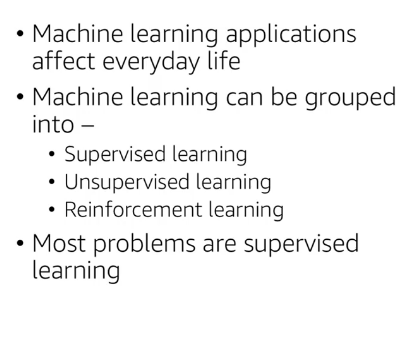 • Machine learning applications
affect everyday life
• Machine learning can be grouped
into –
• Supervised learning
• Unsupervised learning
• Reinforcement learning
• Most problems are supervised
learning